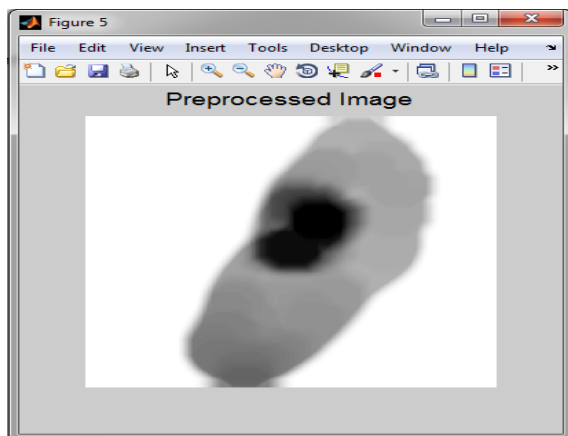 Figure 5
File Edit View Insert Tools Desktop Window Help
Preprocessed Image